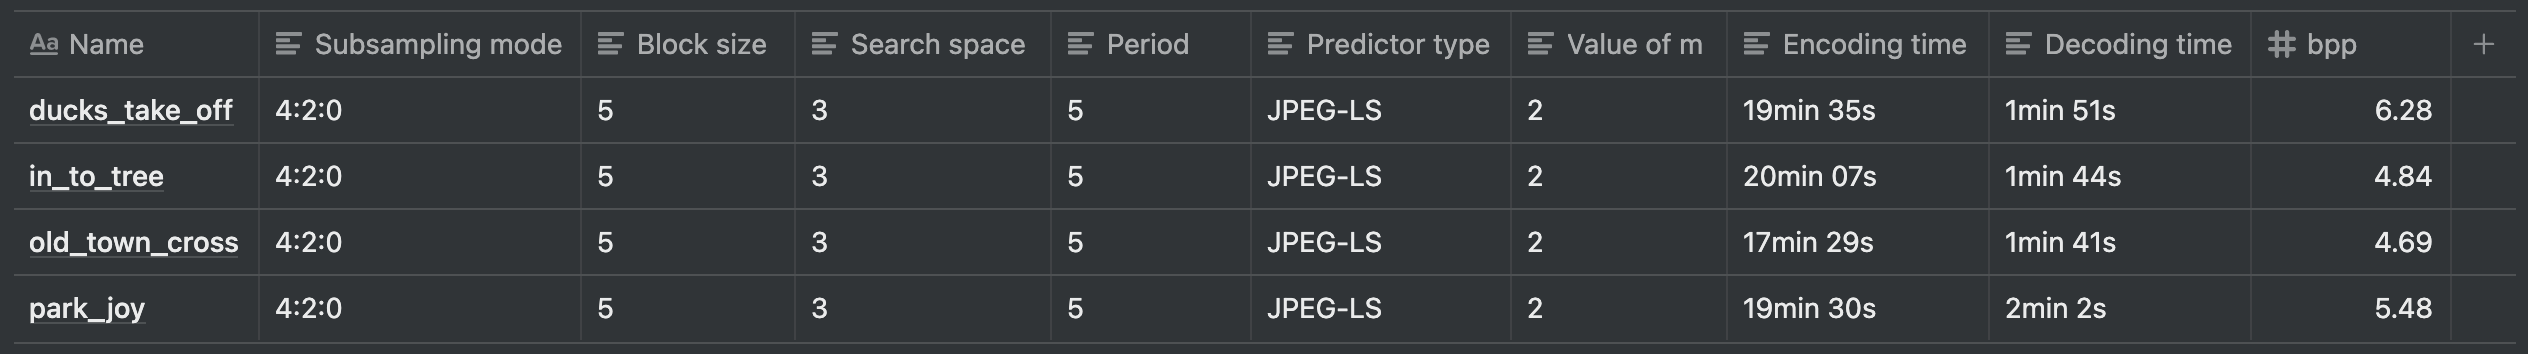 Aa Name Subsampling mode Block size Search space Period Predictor type Value of m Encoding time Decoding time # bpp +
ducks_take_off 4:2:0 5 3 5 JPEG-LS 2 19min 35s 1min 51s 6.28
in_to_tree 4:2:0 5 3 5 JPEG-LS 2 20min 07s 1min 44s 4.84
old_town_cross 4:2:0 5 3 5 JPEG-LS 2 17min 29s 1min 41s 4.69
park_joy 4:2:0 5 3 5 JPEG-LS 2 19min 30s 2min 2s 5.48